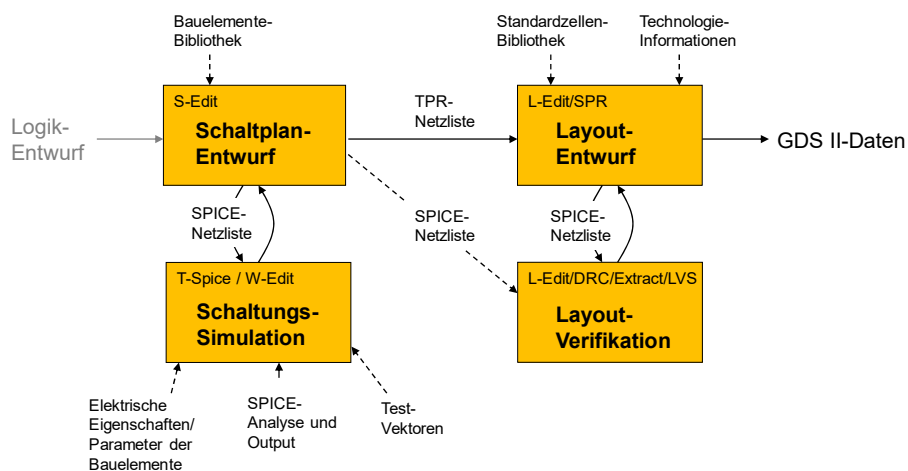 Bauelemente-
Bibliothek
Standardzellen-
Bibliothek
Technologie-
Informationen
Logik-
Entwurf
S-Edit
Schaltplan-
Entwurf
TPR-
Netzliste
L-Edit/SPR
Layout-
Entwurf
GDS II-Daten
SPICE-
Netzliste
SPICE-
Netzliste
SPICE-
Netzliste
T-Spice / W-Edit
Schaltungs-
Simulation
L-Edit/DRC/Extract/LVS
Layout-
Verifikation
Elektrische
Eigenschaften/
Parameter der
Bauelemente
SPICE-
Analyse und
Output
Test-
Vektoren